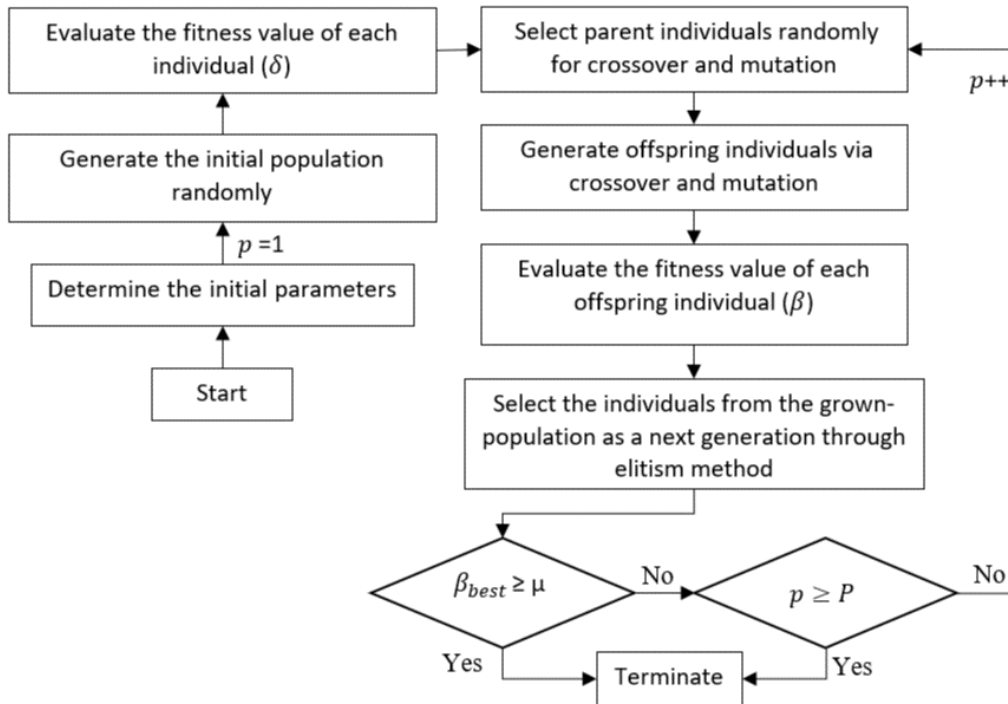 Start
Determine the initial parameters
p =1
Generate the initial population
randomly
Evaluate the fitness value of each
individual (δ)
Select parent individuals randomly
for crossover and mutation
p++
Generate offspring individuals via
crossover and mutation
Evaluate the fitness value of each
offspring individual (β)
Select the individuals from the grown-
population as a next generation through
elitism method
β_best ≥ μ
No
p ≥ P
No
Yes
Terminate
Yes